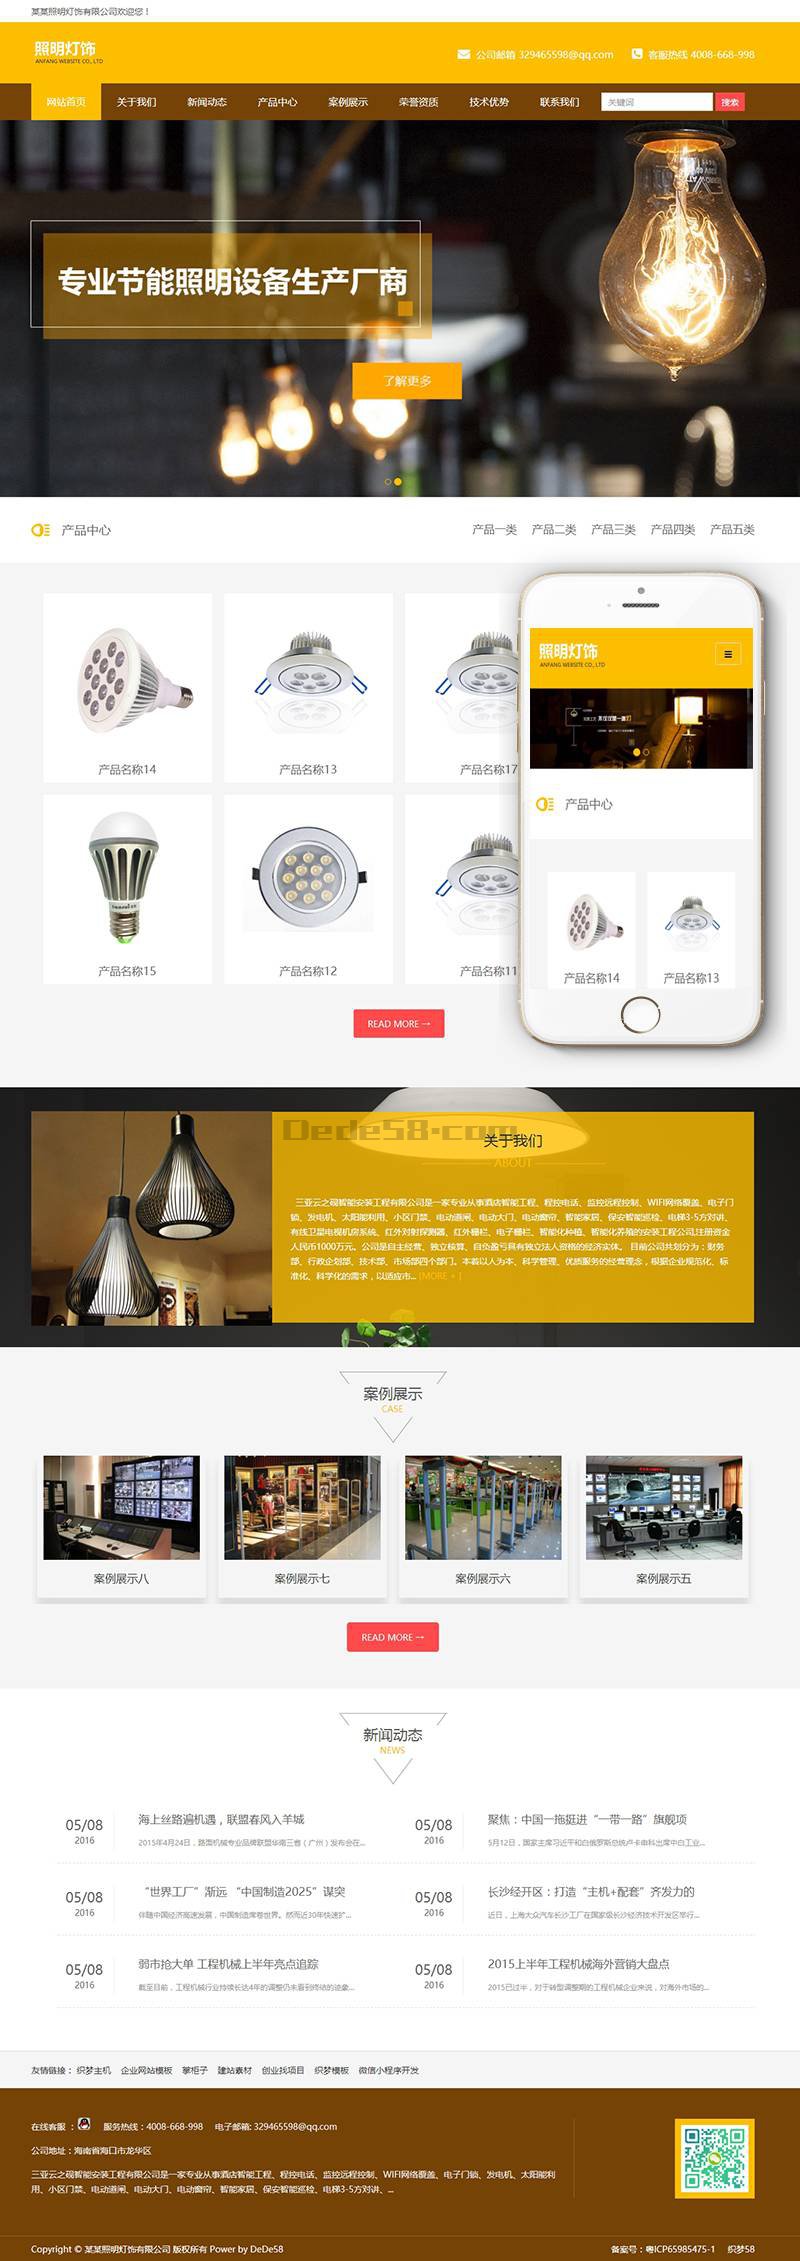 某某照明灯饰有限公司欢迎您！
照明灯饰
ANFANG WEBSITE CO., LTD
公司邮箱 329465598@qq.com 客服热线 4008-668-998
网站首页 关于我们 新闻动态 产品中心 案例展示 荣誉资质 技术优势 联系我们 关键词 搜索
专业节能照明设备生产厂商
了解更多
产品中心 产品一类 产品二类 产品三类 产品四类 产品五类
产品名称14 产品名称13 产品名称17
产品名称15 产品名称12 产品名称11
READ MORE →
照明灯饰
ANFANG WEBSITE CO., LTD
产品中心
产品名称14 产品名称13
Dede58.com
关于我们
ABOUT
三亚云之砚智能安装工程有限公司是一家专业从事酒店智能工程、程控电话、监控远程控制、WIFI网络覆盖、电子门
锁、发电机、太阳能利用、小区门禁、电动道闸、电动大门、电动窗帘、智能家居、保安智能巡检、电梯3-5方对讲、
有线卫星电视机房系统、红外对射探测器、红外栅栏、电子栅栏、智能化种植、智能化养殖的安装工程公司,注册资金
人民币1000万元。公司是自主经营、独立核算、自负盈亏具有独立法人资格的经济实体。 目前公司共划分为：财务
部、行政企划部、技术部、市场部四个部门。本着以人为本、科学管理、优质服务的经营理念，根据企业规范化、标
准化、科学化的需求，以适应市... [MORE + ]
案例展示
CASE
案例展示八 案例展示七 案例展示六 案例展示五
READ MORE →
新闻动态
NEWS
05/08
2016
海上丝路遍机遇，联盟春风入羊城
2015年4月24日，路面机械专业品牌联盟华南三省（广州）发布会在...
05/08
2016
聚焦：中国一拖挺进“一带一路”旗舰项
5月12日，国家主席习近平和白俄罗斯总统卢卡申科出席中白工业...
05/08
2016
“世界工厂”渐远 “中国制造2025”谋突
伴随中国经济高速发展，中国制造席卷世界。然而近30年快速扩...
05/08
2016
长沙经开区：打造“主机+配套”齐发力的
近日，上海大众汽车长沙工厂在国家级长沙经济技术开发区举行...
05/08
2016
弱市抢大单 工程机械上半年亮点追踪
截至目前，工程机械行业持续长达4年的调整仍未看到终结的迹象...
05/08
2016
2015上半年工程机械海外营销大盘点
2015已过半，对于转型调整期的工程机械企业来说，对海外市场的...
友情链接： 织梦主机 企业网站模板 掌柜子 建站素材 创业找项目 织梦模板 微信小程序开发
在线客服 ： 服务热线：4008-668-998 电子邮箱: 329465598@qq.com
公司地址：海南省海口市龙华区
三亚云之砚智能安装工程有限公司是一家专业从事酒店智能工程、程控电话、监控远程控制、WIFI网络覆盖、电子门锁、发电机、太阳能利
用、小区门禁、电动道闸、电动大门、电动窗帘、智能家居、保安智能巡检、电梯3-5方对讲、...
Copyright © 某某照明灯饰有限公司 版权所有 Power by DeDe58 备案号：粤ICP65985475-1 织梦58